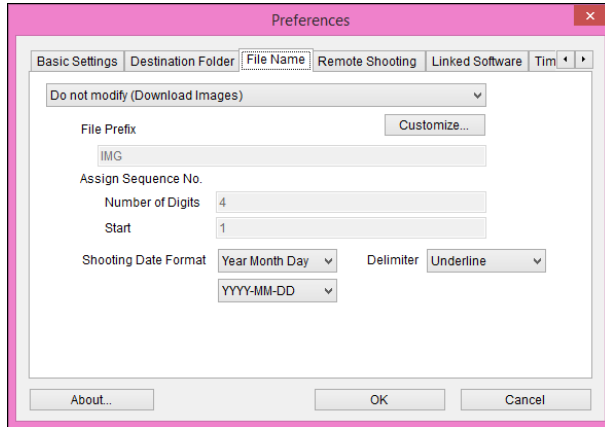 Preferences
Basic Settings Destination Folder File Name Remote Shooting Linked Software Tim
Do not modify (Download Images)
File Prefix Customize...
IMG
Assign Sequence No.
Number of Digits 4
Start 1
Shooting Date Format Year Month Day Delimiter Underline
YYYY-MM-DD
About... OK Cancel